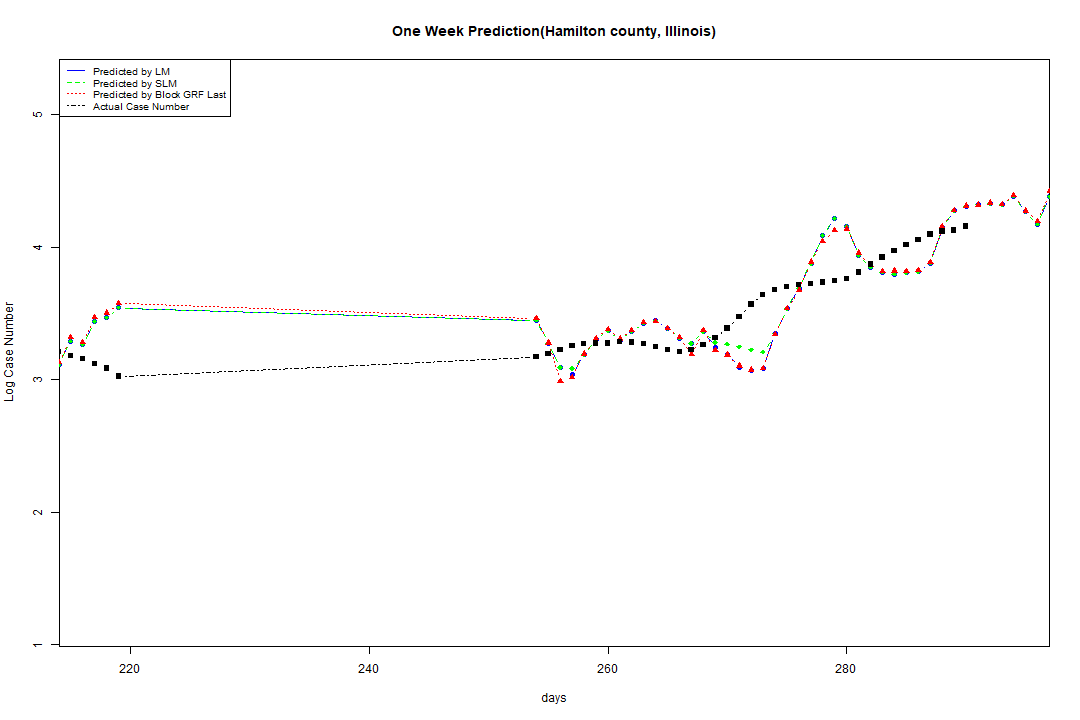 One Week Prediction(Hamilton county, Illinois)
Predicted by LM
Predicted by SLM
Predicted by Block GRF Last
Actual Case Number
5
4
3
2
1
Log Case Number
220 240 260 280
days